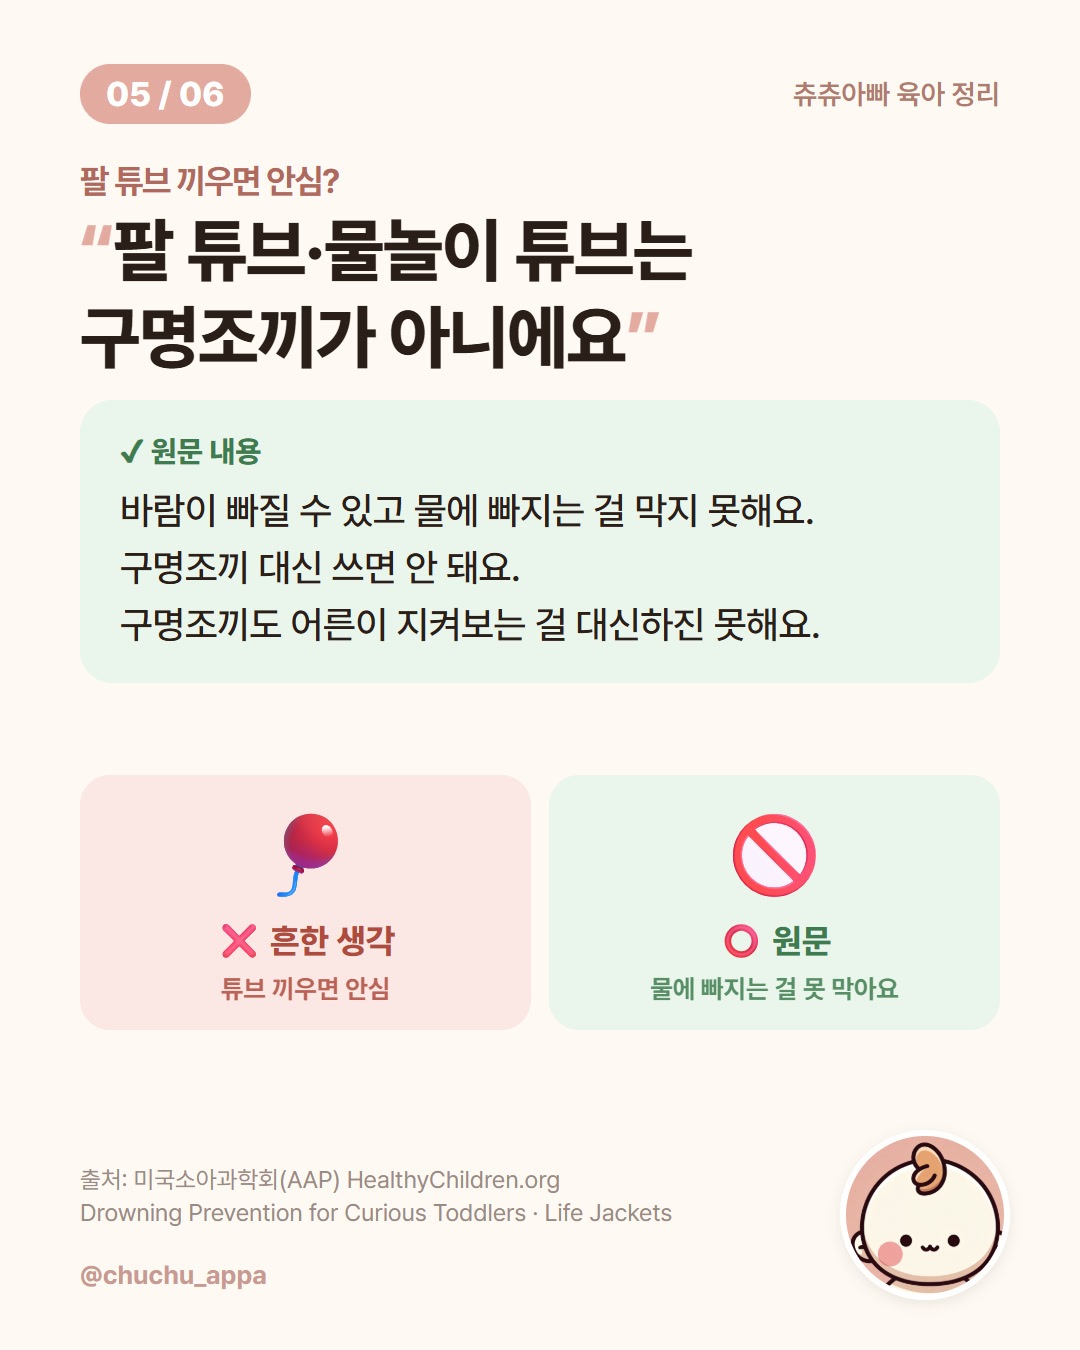 05 / 06
츄츄아빠 육아 정리
팔 튜브 끼우면 안심?
“팔 튜브·물놀이 튜브는
구명조끼가 아니에요”
✓ 원문 내용
바람이 빠질 수 있고 물에 빠지는 걸 막지 못해요.
구명조끼 대신 쓰면 안 돼요.
구명조끼도 어른이 지켜보는 걸 대신하진 못해요.
❌ 흔한 생각
튜브 끼우면 안심
⭕ 원문
물에 빠지는 걸 못 막아요
출처: 미국소아과학회(AAP) HealthyChildren.org
Drowning Prevention for Curious Toddlers · Life Jackets
@chuchu_appa